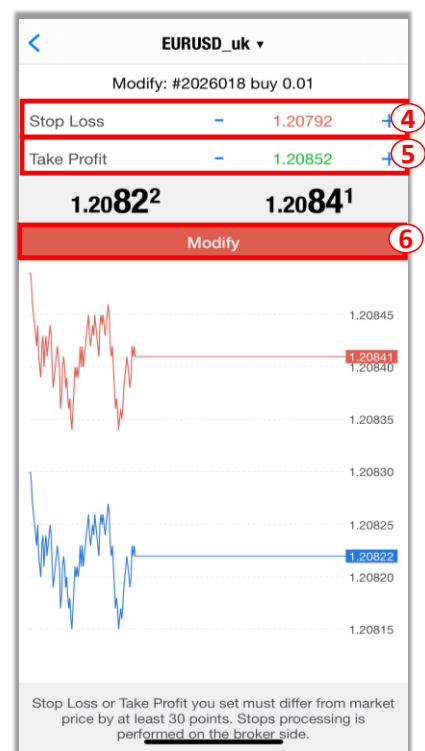 EURUSD_uk ▾
Modify: #2026018 buy 0.01
Stop Loss - 1.20792 + 4
Take Profit - 1.20852 + 5
1.20822 1.20841
Modify 6
1.20845
1.20841
1.20840
1.20835
1.20830
1.20825
1.20822
1.20820
1.20815
Stop Loss or Take Profit you set must differ from market
price by at least 30 points. Stops processing is
performed on the broker side.